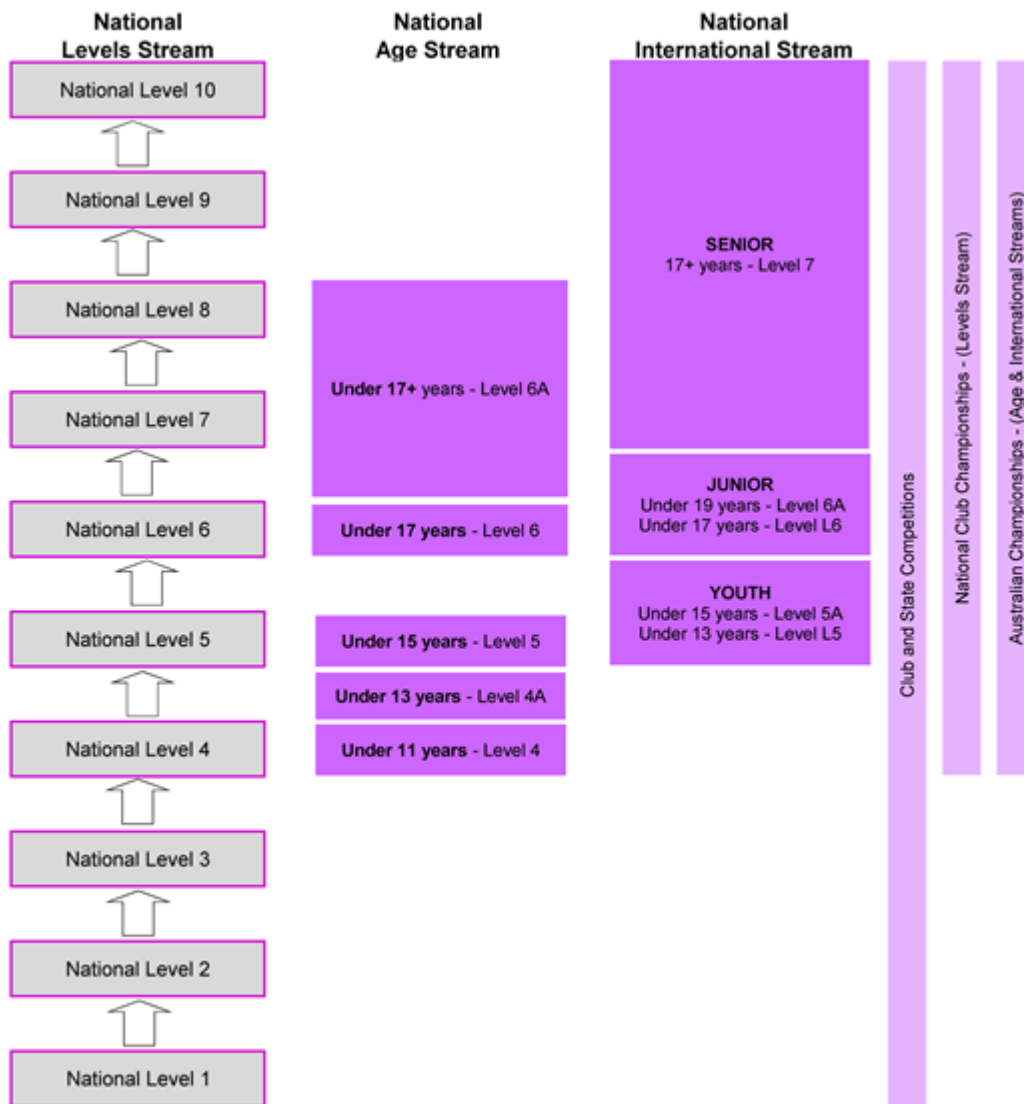 National
Levels Stream
National Level 10
National Level 9
National Level 8
National Level 7
National Level 6
National Level 5
National Level 4
National Level 3
National Level 2
National Level 1
National
Age Stream
Under 17+ years - Level 6A
Under 17 years - Level 6
Under 15 years - Level 5
Under 13 years - Level 4A
Under 11 years - Level 4
National
International Stream
SENIOR
17+ years - Level 7
JUNIOR
Under 19 years - Level 6A
Under 17 years - Level L6
YOUTH
Under 15 years - Level 5A
Under 13 years - Level L5
Club and State Competitions
National Club Championships - (Levels Stream)
Australian Championships - (Age & International Streams)